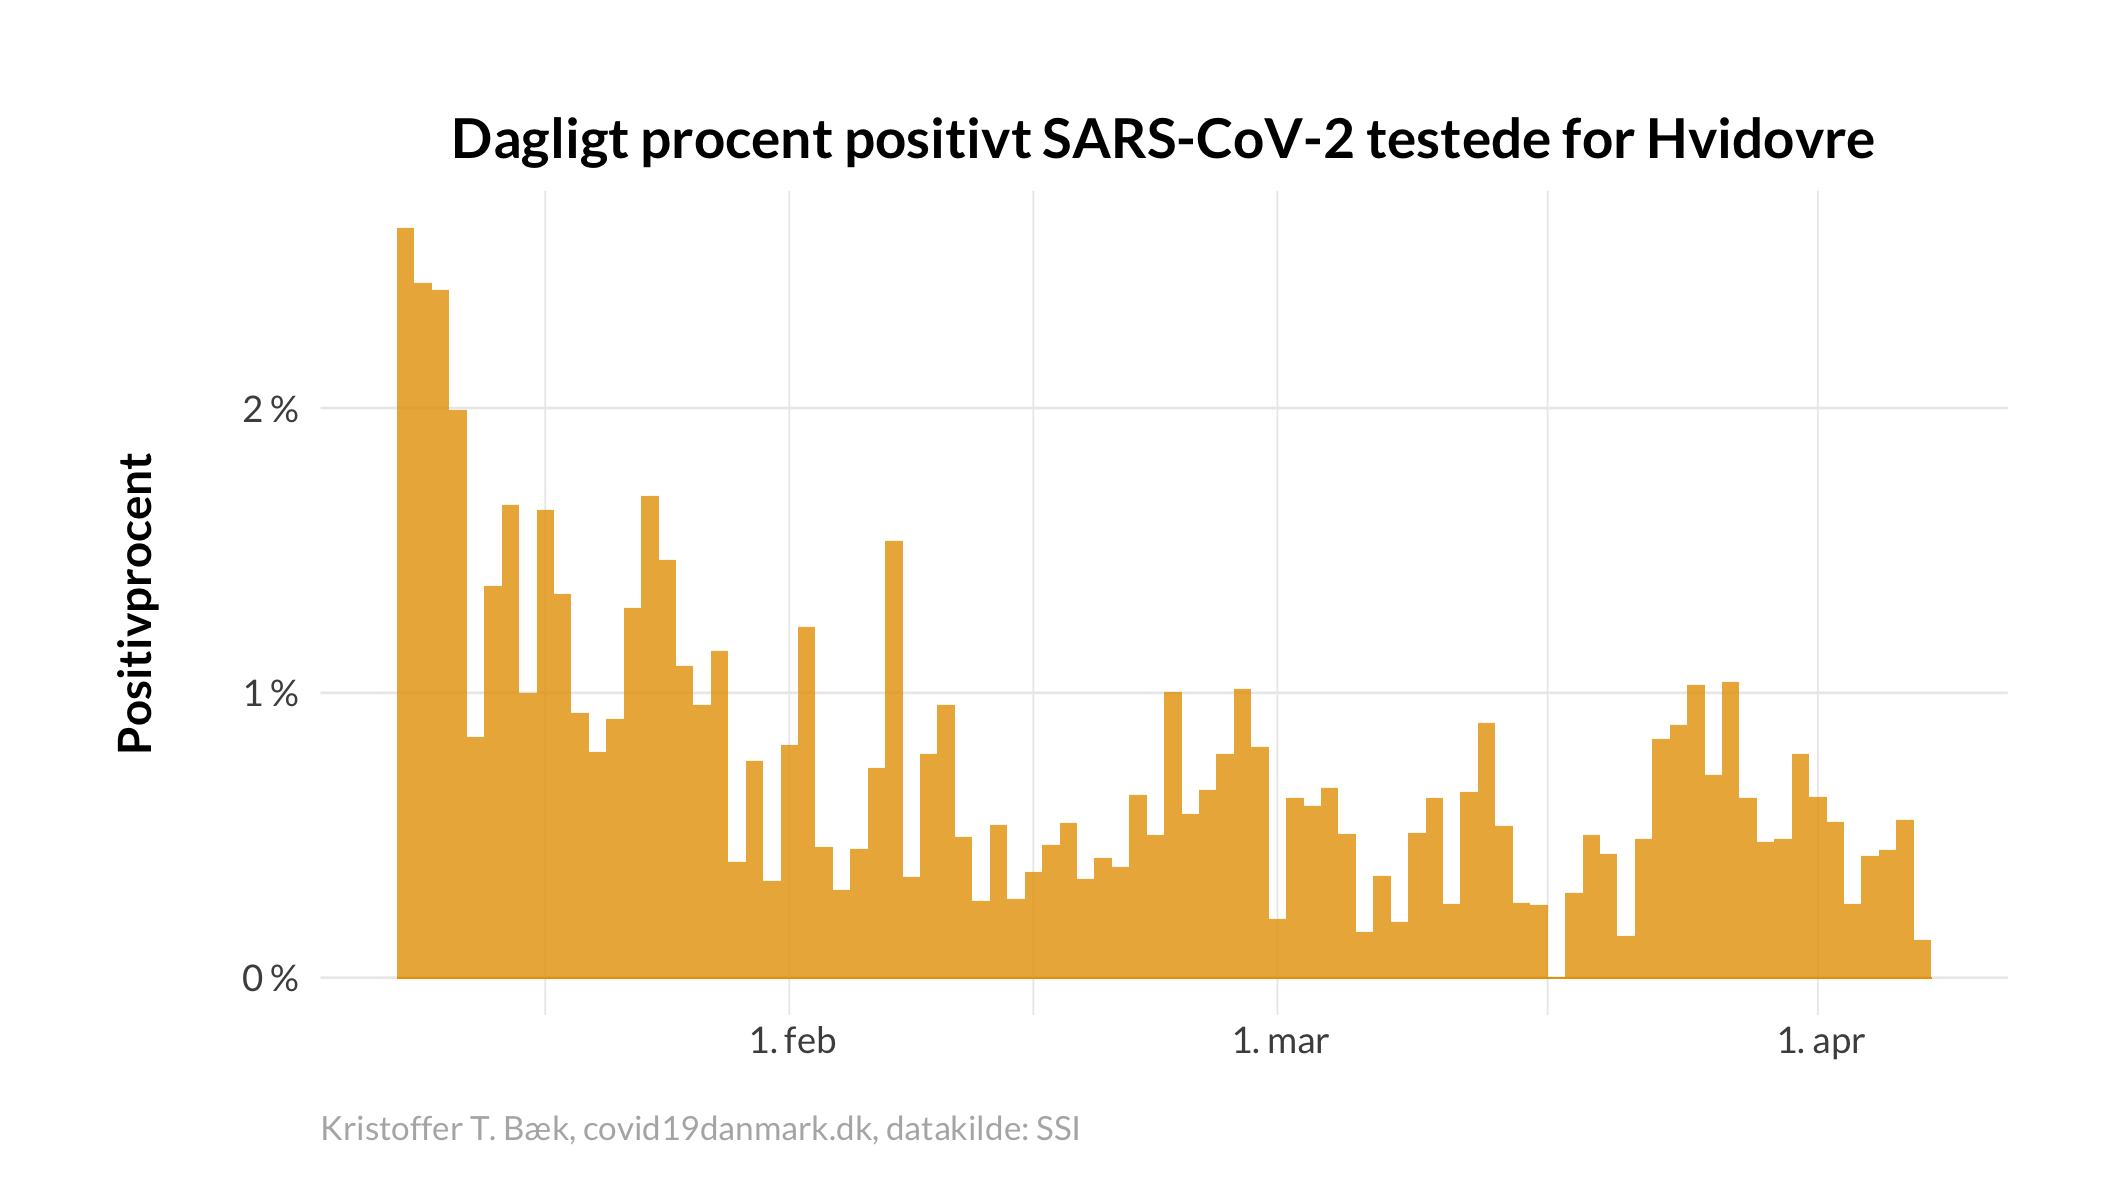 Dagligt procent positivt SARS-CoV-2 testede for Hvidovre
Positivprocent
2 %
1 %
0 %
1. feb
1. mar
1. apr
Kristoffer T. Bæk, covid19danmark.dk, datakilde: SSI